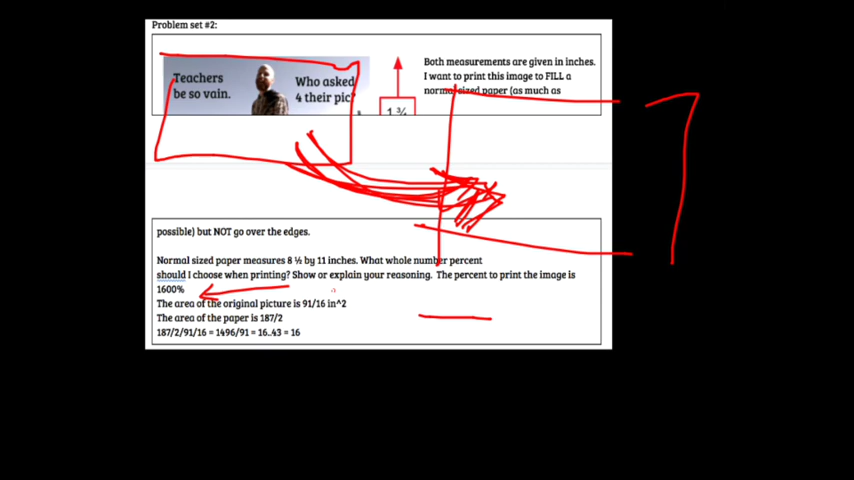 Problem set #2:
Teachers
be so vain.
Who asked
4 their pic?
1 ¾
Both measurements are given in inches.
I want to print this image to FILL a
normal sized paper (as much as
possible) but NOT go over the edges.
Normal sized paper measures 8 ½ by 11 inches. What whole number percent
should I choose when printing? Show or explain your reasoning. The percent to print the image is
1600%
The area of the original picture is 91/16 in^2
The area of the paper is 187/2
187/2/91/16 = 1496/91 = 16..43 = 16